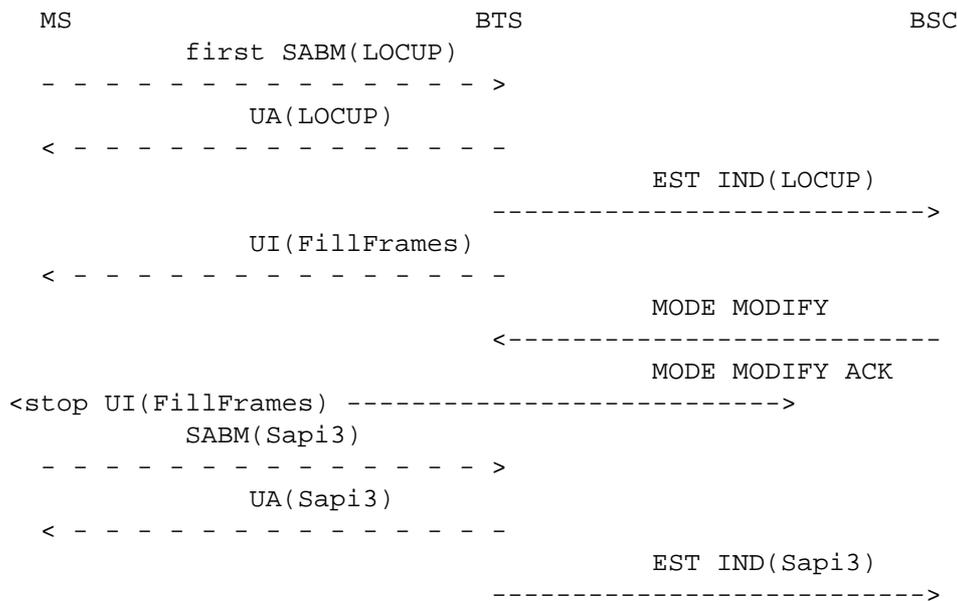 MS BTS BSC
first SABM(LOCUP)
- - - - - - - - - - - - - - >
UA(LOCUP)
< - - - - - - - - - - - - - -
EST IND(LOCUP)
--------------------------->
UI(FillFrames)
< - - - - - - - - - - - - - -
MODE MODIFY
<---------------------------
MODE MODIFY ACK
<stop UI(FillFrames) --------------------------->
SABM(Sapi3)
- - - - - - - - - - - - - - >
UA(Sapi3)
< - - - - - - - - - - - - - -
EST IND(Sapi3)
--------------------------->